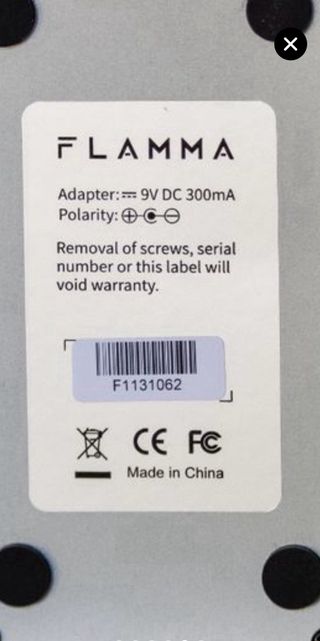 FLAMMA
Adapter:⎓ 9V DC 300mA
Polarity:
Removal of screws, serial
number or this label will
void warranty.
F1131062
CE FC
Made in China